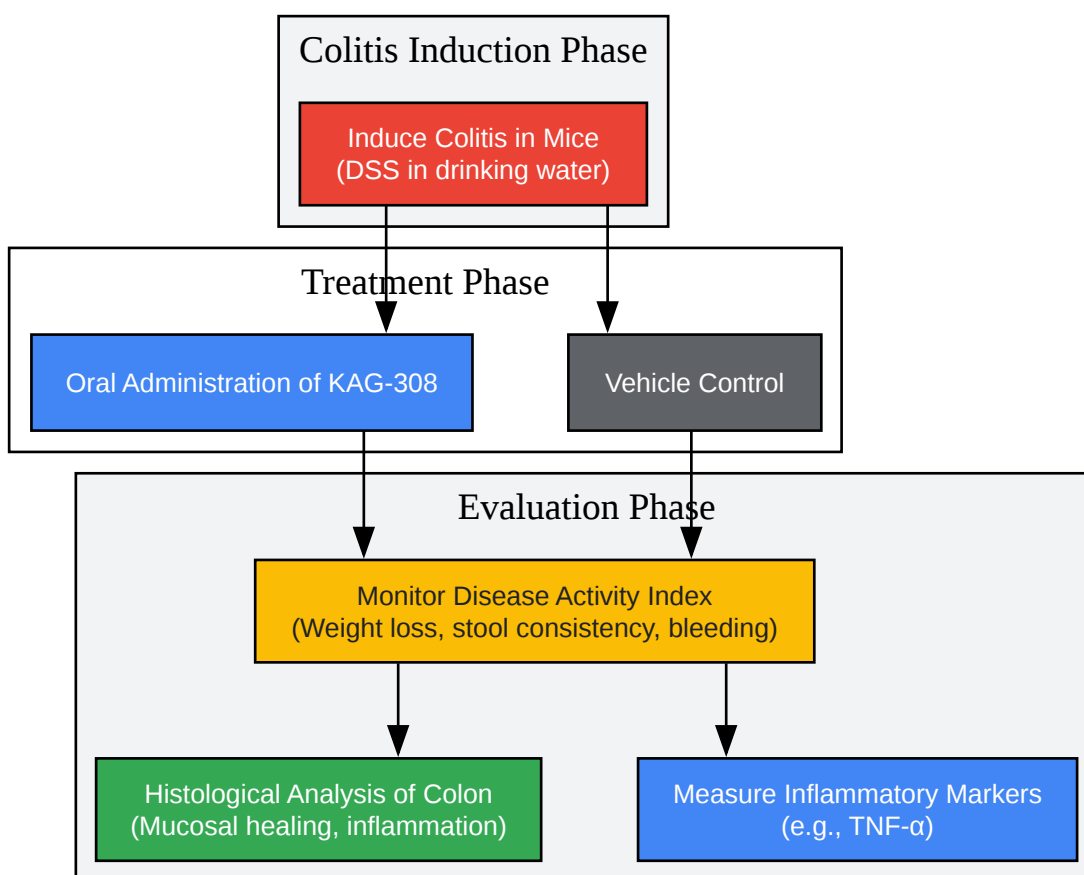 Colitis Induction Phase
Induce Colitis in Mice
(DSS in drinking water)
Treatment Phase
Oral Administration of KAG-308
Vehicle Control
Evaluation Phase
Monitor Disease Activity Index
(Weight loss, stool consistency, bleeding)
Histological Analysis of Colon
(Mucosal healing, inflammation)
Measure Inflammatory Markers
(e.g., TNF-α)